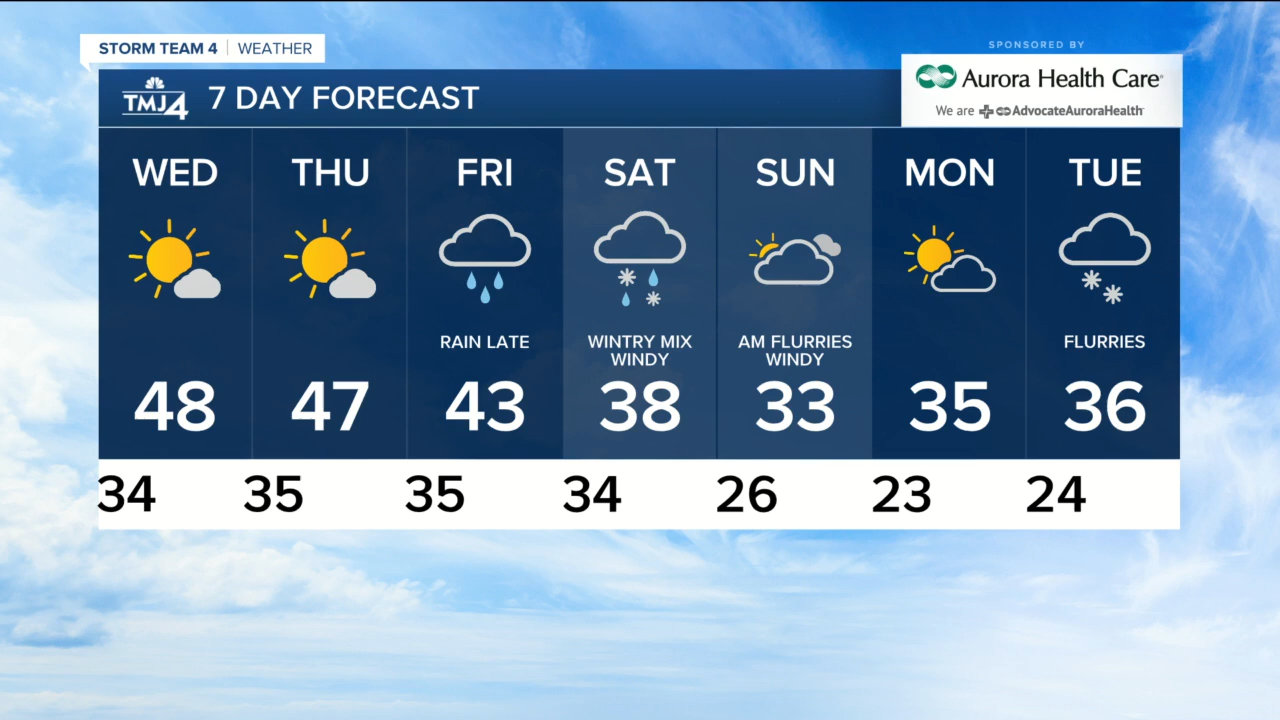 SPONSORED BY
STORM TEAM 4 | WEATHER
Aurora Health Care
We are AdvocateAuroraHealth
TMJ4 7 DAY FORECAST
WED THU FRI SAT SUN MON TUE
RAIN LATE WINTRY MIX AM FLURRIES FLURRIES
WINDY WINDY
48 47 43 38 33 35 36
34 35 35 34 26 23 24